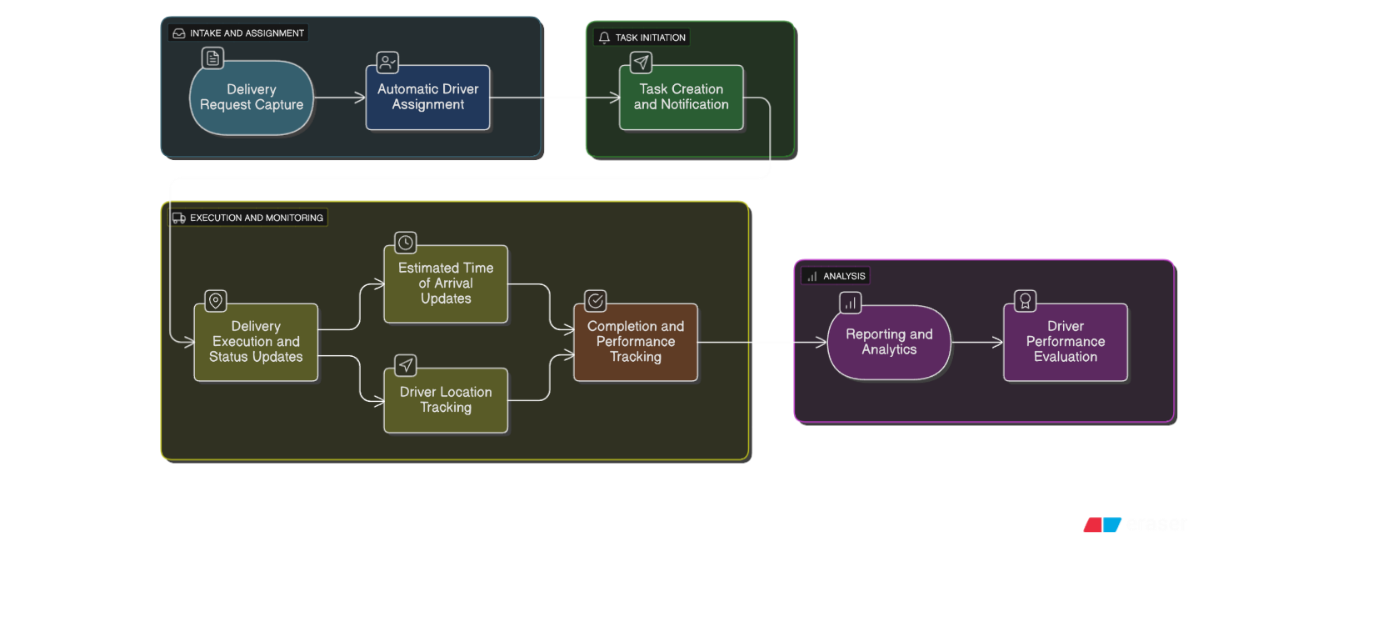 INTAKE AND ASSIGNMENT
Delivery
Request Capture
Automatic Driver
Assignment
TASK INITIATION
Task Creation
and Notification
EXECUTION AND MONITORING
Delivery
Execution and
Status Updates
Estimated Time
of Arrival
Updates
Driver Location
Tracking
Completion and
Performance
Tracking
ANALYSIS
Reporting and
Analytics
Driver
Performance
Evaluation